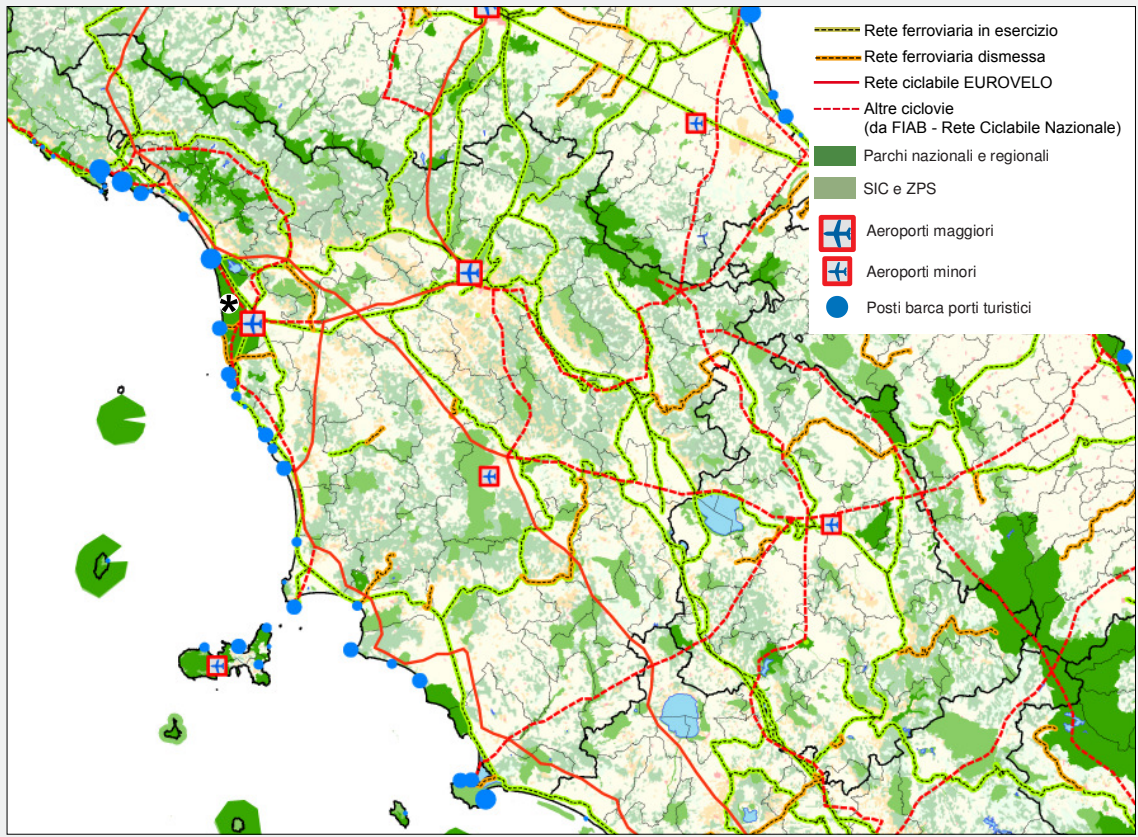 Rete ferroviaria in esercizio
Rete ferroviaria dismessa
Rete ciclabile EUROVELO
Altre ciclovie
(da FIAB - Rete Ciclabile Nazionale)
Parchi nazionali e regionali
SIC e ZPS
Aeroporti maggiori
Aeroporti minori
Posti barca porti turistici
*